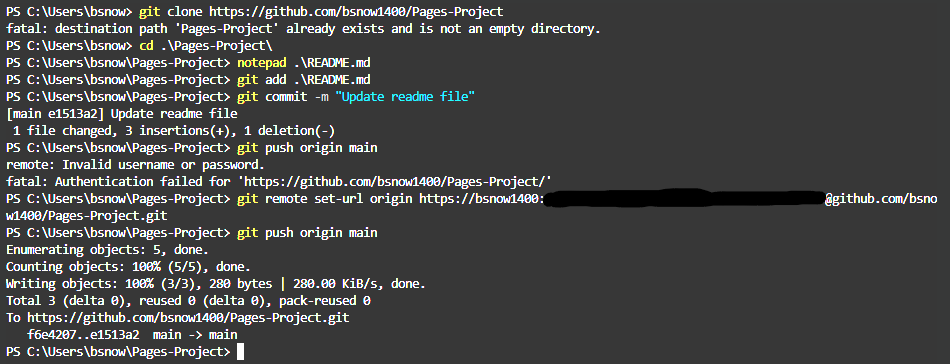 PS C:\Users\bsnow> git clone https://github.com/bsnow1400/Pages-Project
fatal: destination path 'Pages-Project' already exists and is not an empty directory.
PS C:\Users\bsnow> cd .\Pages-Project\
PS C:\Users\bsnow\Pages-Project> notepad .\README.md
PS C:\Users\bsnow\Pages-Project> git add .\README.md
PS C:\Users\bsnow\Pages-Project> git commit -m "Update readme file"
[main e1513a2] Update readme file
 1 file changed, 3 insertions(+), 1 deletion(-)
PS C:\Users\bsnow\Pages-Project> git push origin main
remote: Invalid username or password.
fatal: Authentication failed for 'https://github.com/bsnow1400/Pages-Project/'
PS C:\Users\bsnow\Pages-Project> git remote set-url origin https://bsnow1400: @github.com/bsno
w1400/Pages-Project.git
PS C:\Users\bsnow\Pages-Project> git push origin main
Enumerating objects: 5, done.
Counting objects: 100% (5/5), done.
Writing objects: 100% (3/3), 280 bytes | 280.00 KiB/s, done.
Total 3 (delta 0), reused 0 (delta 0), pack-reused 0
To https://github.com/bsnow1400/Pages-Project.git
   f6e4207..e1513a2  main -> main
PS C:\Users\bsnow\Pages-Project>